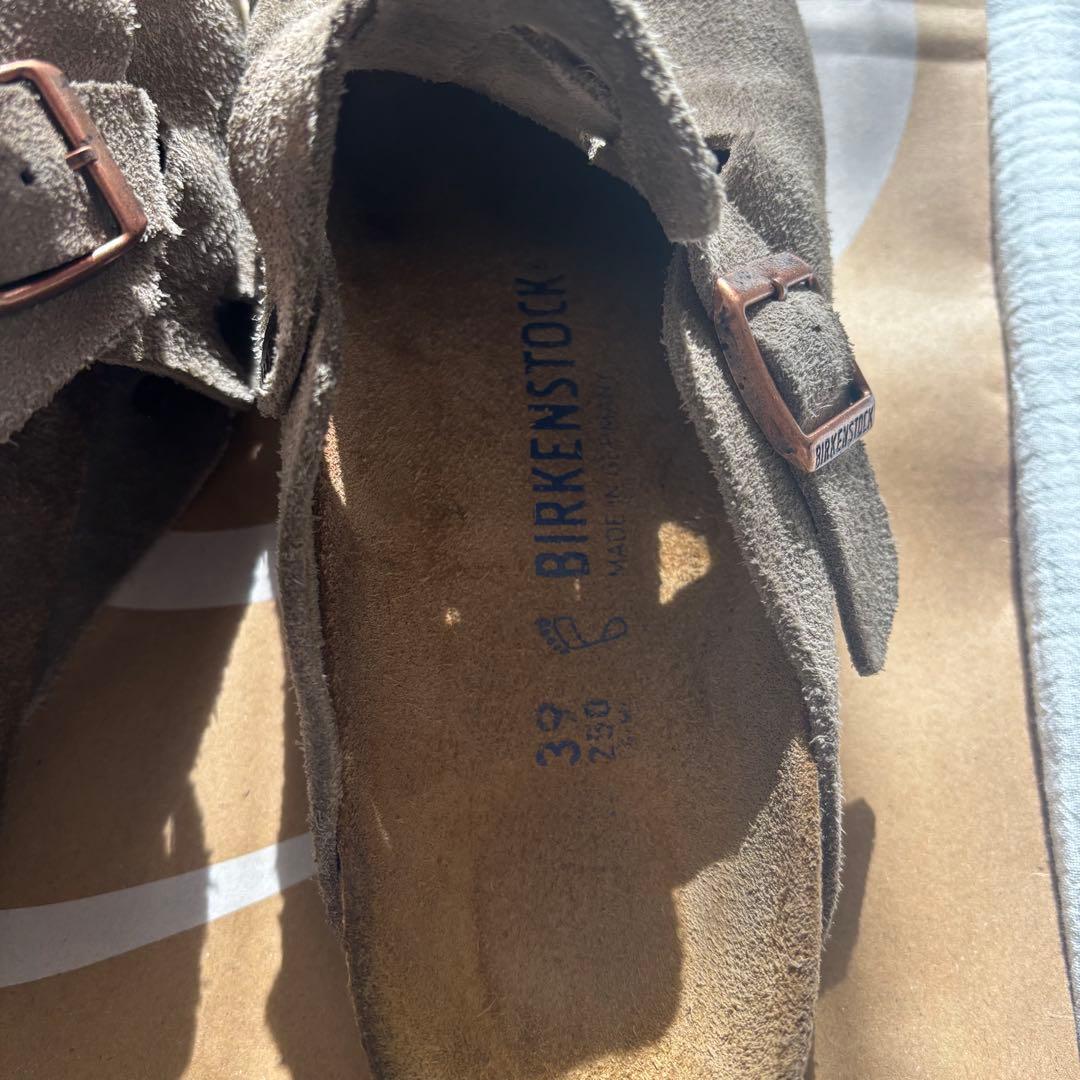 BIRKENSTOCK
MADE IN GERMANY
39
250
BIRKENSTOCK